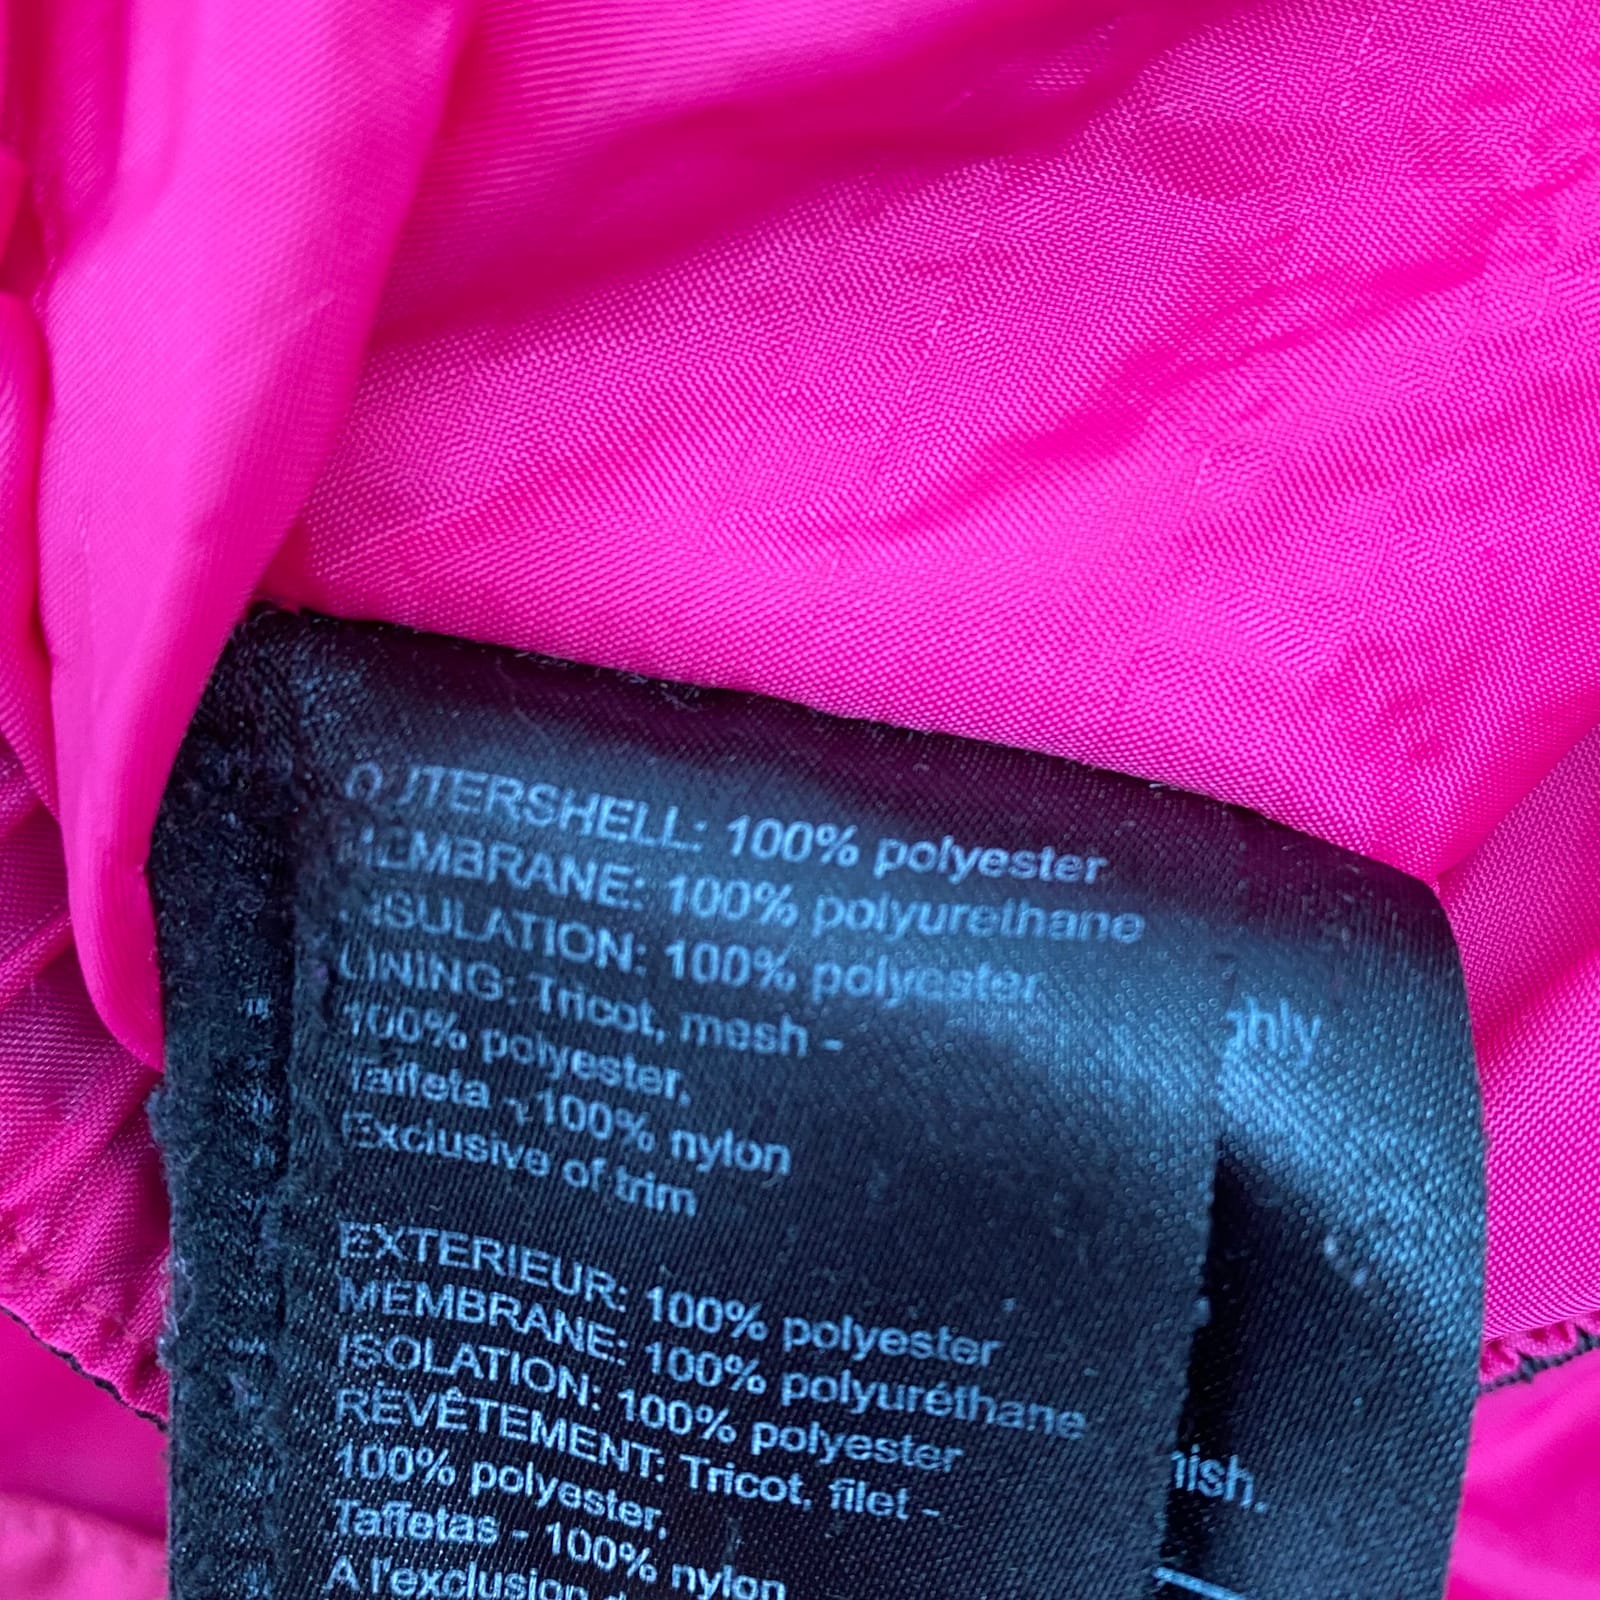 OUTERSHELL: 100% polyester
MEMBRANE: 100% polyurethane
INSULATION: 100% polyester
LINING: Tricot, mesh -
100% polyester,
Taffeta - 100% nylon
Exclusive of trim
EXTERIEUR: 100% polyester
MEMBRANE: 100% polyuréthane
ISOLATION: 100% polyester
REVÊTEMENT: Tricot, filet -
100% polyester,
Taffetas - 100% nylon
A l'exclusion